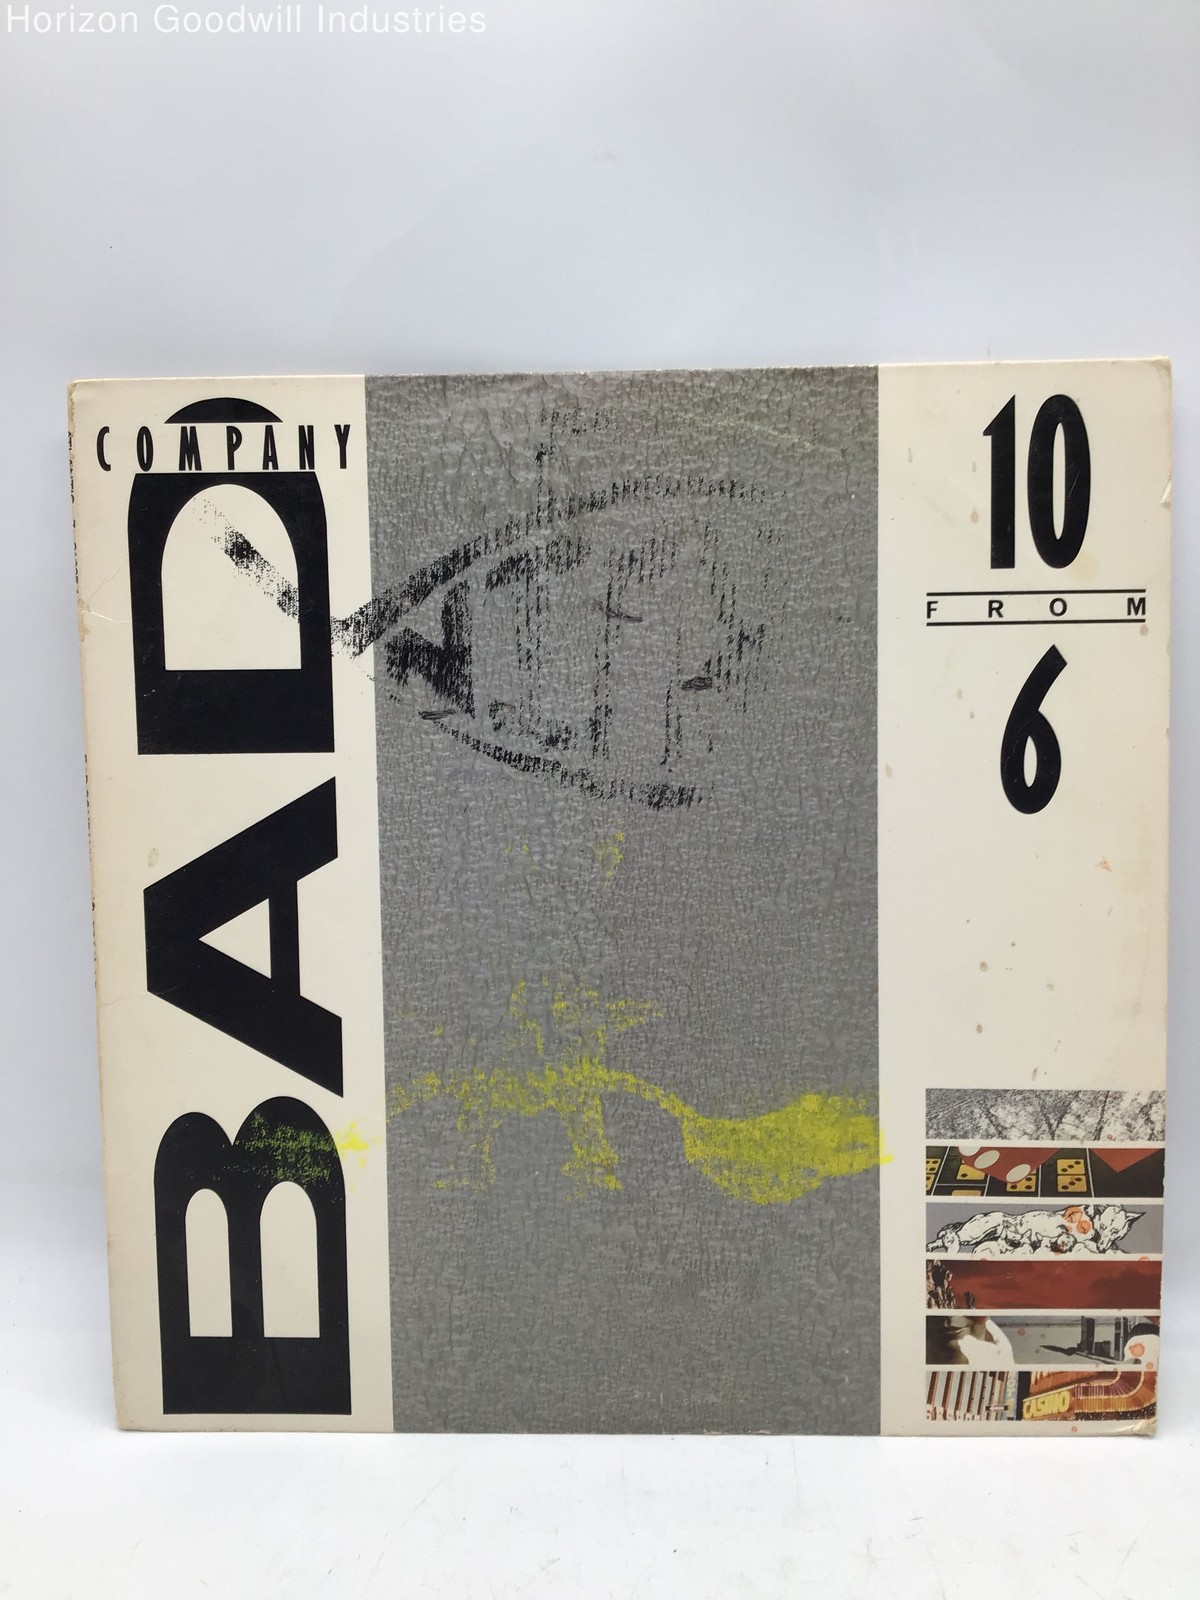 Horizon Goodwill Industries
COMPANY
BAD
10
FROM
6
CASINO